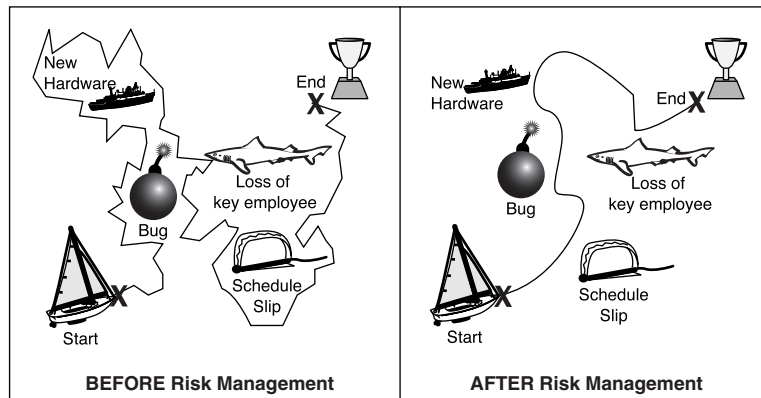 New
Hardware
End
X
Bug
Loss of
key employee
X
Start
Schedule
Slip
BEFORE Risk Management
New
Hardware
End
X
Bug
Loss of
key employee
X
Start
Schedule
Slip
AFTER Risk Management